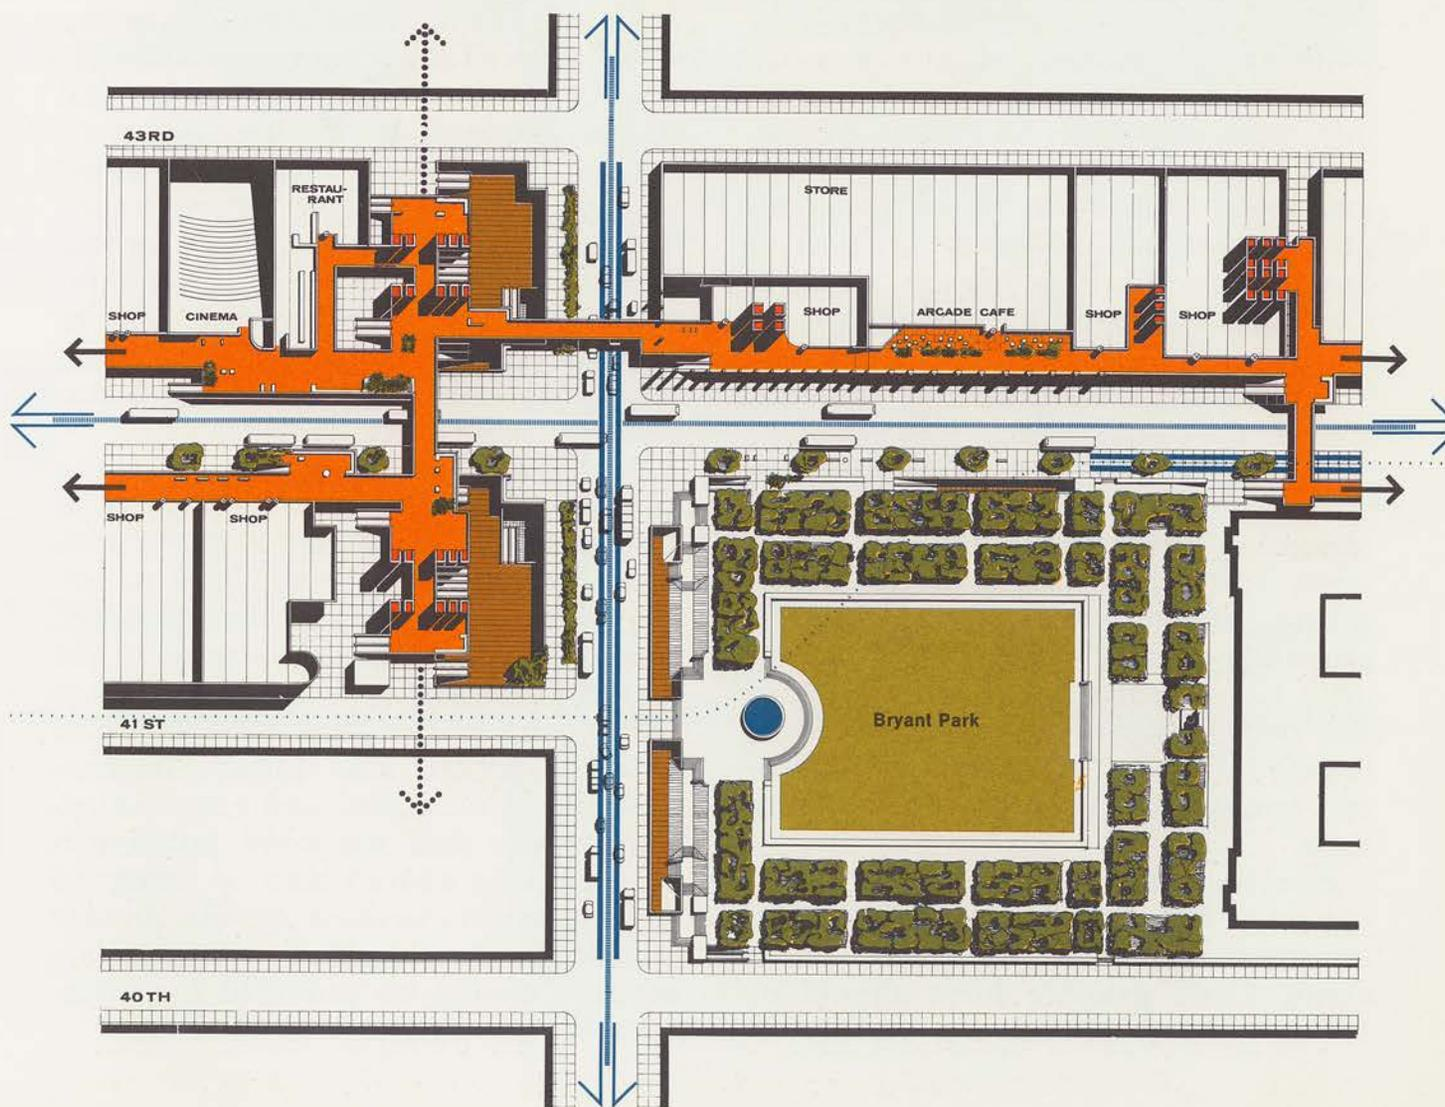 43RD
RESTAU-
RANT
STORE
SHOP
CINEMA
SHOP
ARCADE CAFE
SHOP
SHOP
SHOP
SHOP
41 ST
Bryant Park
40TH